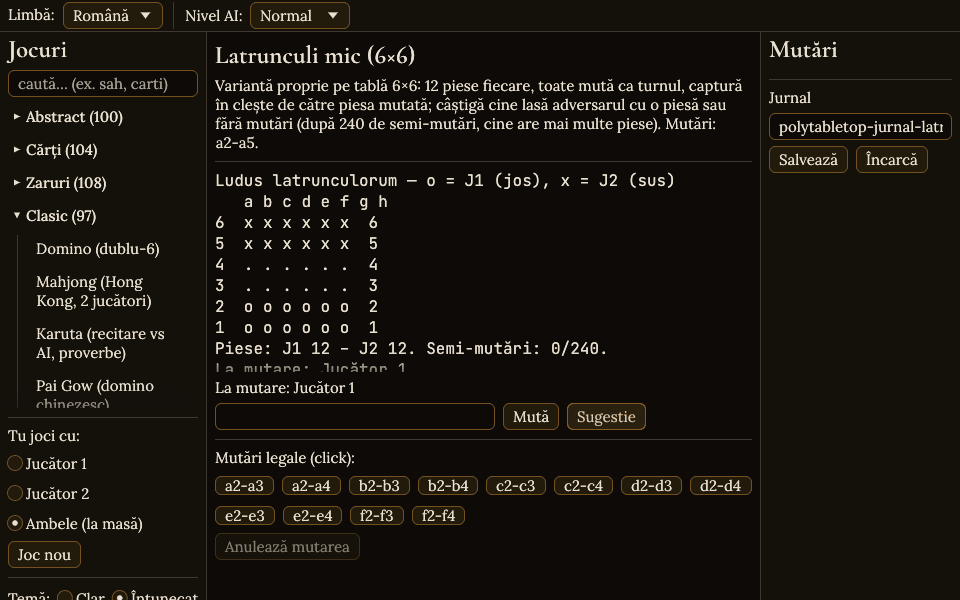 Limbă: Română ▼ Nivel AI: Normal ▼
Jocuri
caută... (ex. sah, carti)
▸ Abstract (100)
▸ Cărți (104)
▸ Zaruri (108)
▾ Clasic (97)
Domino (dublu-6)
Mahjong (Hong
Kong, 2 jucători)
Karuta (recitare vs
AI, proverbe)
Pai Gow (domino
chinezesc)
Tu joci cu:
Jucător 1
Jucător 2
Ambele (la masă)
Joc nou
Temă: Clar Întunecat
Latrunculi mic (6×6)
Variantă proprie pe tablă 6×6: 12 piese fiecare, toate mută ca turnul, captură
în clește de către piesa mutată; câștigă cine lasă adversarul cu o piesă sau
fără mutări (după 240 de semi-mutări, cine are mai multe piese). Mutări:
a2-a5.
Ludus latrunculorum — o = J1 (jos), x = J2 (sus)
a b c d e f g h
6 x x x x x x 6
5 x x x x x x 5
4 . . . . . . 4
3 . . . . . . 3
2 o o o o o o 2
1 o o o o o o 1
Piese: J1 12 – J2 12. Semi-mutări: 0/240.
La mutare: Jucător 1
La mutare: Jucător 1
Mută Sugestie
Mutări legale (click):
a2-a3 a2-a4 b2-b3 b2-b4 c2-c3 c2-c4 d2-d3 d2-d4
e2-e3 e2-e4 f2-f3 f2-f4
Anulează mutarea
Mutări
Jurnal
polytabletop-jurnal-latr
Salvează Încarcă